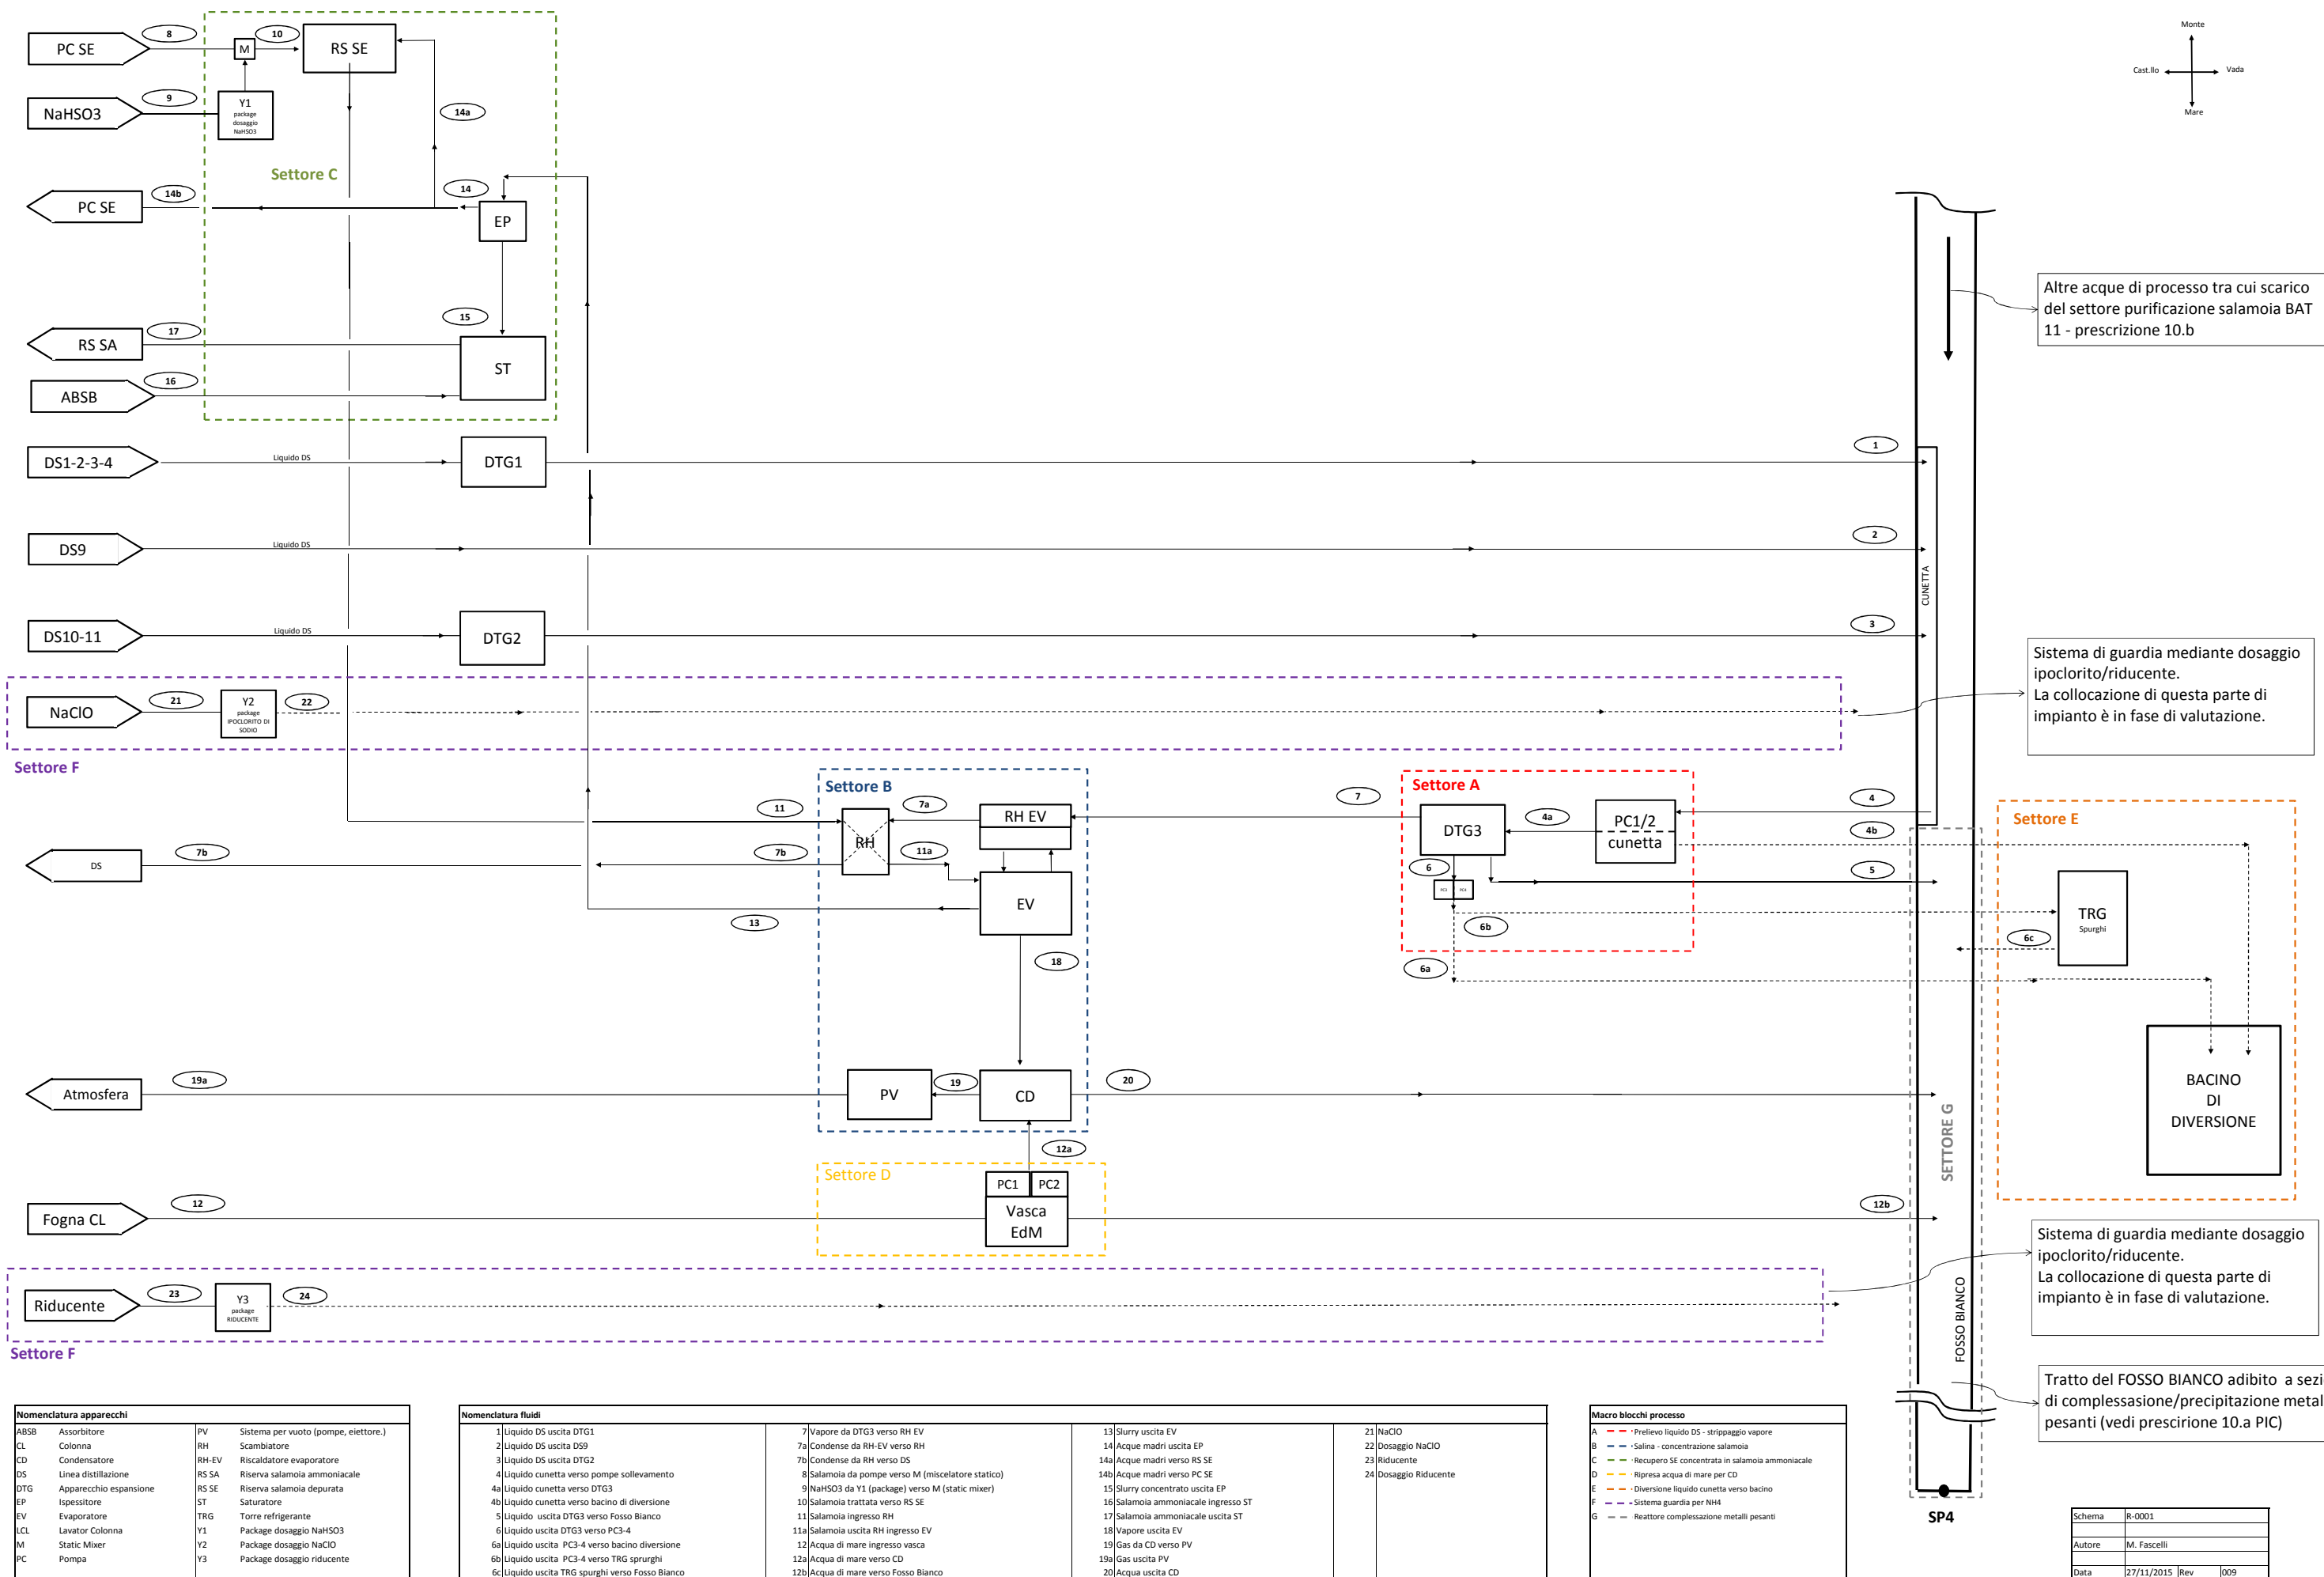 PC SE
8
M
10
RS SE
NaHSO3
9
Y1
package
dosaggio
NaHSO3
14a
Settore C
PC SE
14b
14
EP
15
RS SA
17
ST
ABSB
16
Monte
Cast.llo
Vada
Mare
Altre acque di processo tra cui scarico
del settore purificazione salamoia BAT
11 - prescrizione 10.b
DS1-2-3-4
Liquido DS
DTG1
1
DS9
Liquido DS
2
CUNETTA
DS10-11
Liquido DS
DTG2
3
Sistema di guardia mediante dosaggio
ipoclorito/riducente.
La collocazione di questa parte di
impianto è in fase di valutazione.
NaClO
21
Y2
package
IPOCLORITO DI
SODIO
22
Settore F
Settore B
11
7a
RH EV
RH
7b
11a
EV
13
18
DS
7b
7
Settore A
DTG3
4a
PC1/2
cunetta
4
4b
5
6
PC3
PC4
6b
6a
Settore E
TRG
Spurghi
6c
BACINO
DI
DIVERSIONE
Atmosfera
19a
PV
19
CD
20
12a
Settore D
PC1
PC2
Vasca
EdM
Fogna CL
12
12b
SETTORE G
FOSSO BIANCO
Sistema di guardia mediante dosaggio
ipoclorito/riducente.
La collocazione di questa parte di
impianto è in fase di valutazione.
Riducente
23
Y3
package
RIDUCENTE
24
Settore F
Tratto del FOSSO BIANCO adibito a sezi
di complessazione/precipitazione metal
pesanti (vedi prescirione 10.a PIC)
SP4
Nomenclatura apparecchi
ABSB Assorbitore
CL Colonna
CD Condensatore
DS Linea distillazione
DTG Apparecchio espansione
EP Ispessitore
EV Evaporatore
LCL Lavator Colonna
M Static Mixer
PC Pompa
PV Sistema per vuoto (pompe, eiettore.)
RH Scambiatore
RH-EV Riscaldatore evaporatore
RS SA Riserva salamoia ammoniacale
RS SE Riserva salamoia depurata
ST Saturatore
TRG Torre refrigerante
Y1 Package dosaggio NaHSO3
Y2 Package dosaggio NaClO
Y3 Package dosaggio riducente
Nomenclatura fluidi
1 Liquido DS uscita DTG1
2 Liquido DS uscita DS9
3 Liquido DS uscita DTG2
4 Liquido cunetta verso pompe sollevamento
4a Liquido cunetta verso DTG3
4b Liquido cunetta verso bacino di diversione
5 Liquido uscita DTG3 verso Fosso Bianco
6 Liquido uscita DTG3 verso PC3-4
6a Liquido uscita PC3-4 verso bacino diversione
6b Liquido uscita PC3-4 verso TRG sprurghi
6c Liquido uscita TRG spurghi verso Fosso Bianco
7 Vapore da DTG3 verso RH EV
7a Condense da RH-EV verso RH
7b Condense da RH verso DS
8 Salamoia da pompe verso M (miscelatore statico)
9 NaHSO3 da Y1 (package) verso M (static mixer)
10 Salamoia trattata verso RS SE
11 Salamoia ingresso RH
11a Salamoia uscita RH ingresso EV
12 Acqua di mare ingresso vasca
12a Acqua di mare verso CD
12b Acqua di mare verso Fosso Bianco
13 Slurry uscita EV
14 Acque madri uscita EP
14a Acque madri verso RS SE
14b Acque madri verso PC SE
15 Slurry concentrato uscita EP
16 Salamoia ammoniacale ingresso ST
17 Salamoia ammoniacale uscita ST
18 Vapore uscita EV
19 Gas da CD verso PV
19a Gas uscita PV
20 Acqua uscita CD
21 NaClO
22 Dosaggio NaClO
23 Riducente
24 Dosaggio Riducente
Macro blocchi processo
A Prelievo liquido DS - strippaggio vapore
B Salina - concentrazione salamoia
C Recupero SE concentrata in salamoia ammoniacale
D Ripresa acqua di mare per CD
E Diversione liquido cunetta verso bacino
F Sistema guardia per NH4
G Reattore complessazione metalli pesanti
Schema R-0001
Autore M. Fascelli
Data 27/11/2015 Rev 009